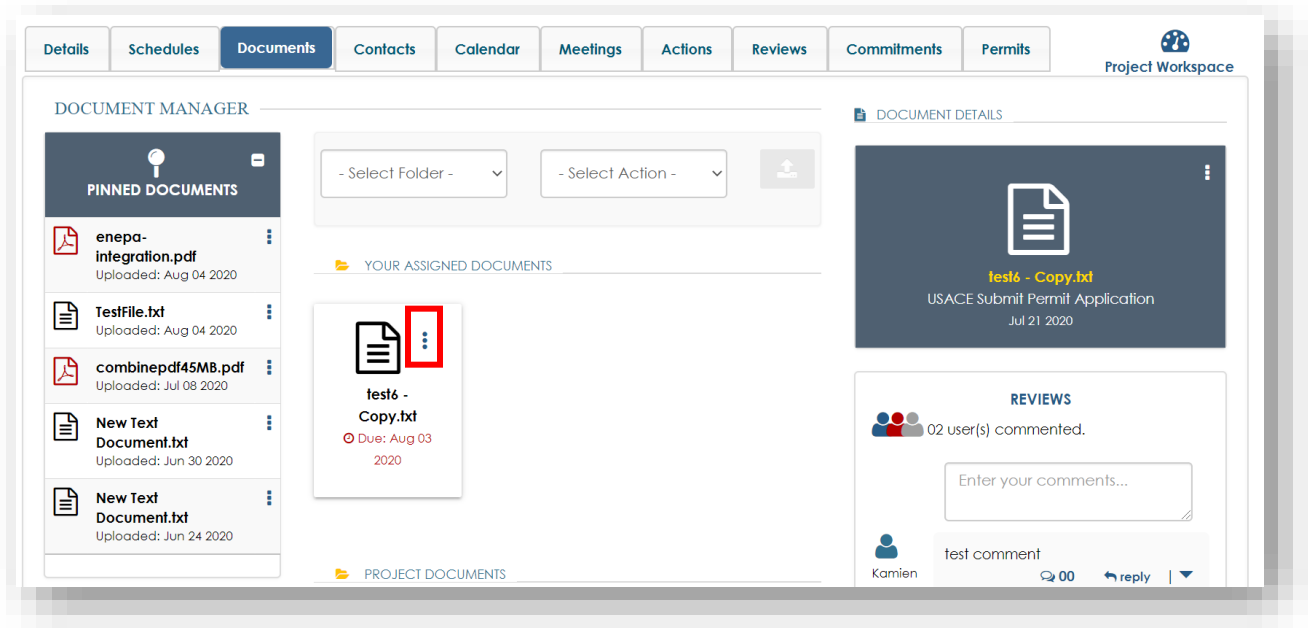 Details
Schedules
Documents
Contacts
Calendar
Meetings
Actions
Reviews
Commitments
Permits
Project Workspace
DOCUMENT MANAGER
PINNED DOCUMENTS
enepa-
integration.pdf
Uploaded: Aug 04 2020
TestFile.txt
Uploaded: Aug 04 2020
combinepdf45MB.pdf
Uploaded: Jul 08 2020
New Text
Document.txt
Uploaded: Jun 30 2020
New Text
Document.txt
Uploaded: Jun 24 2020
- Select Folder -
- Select Action -
YOUR ASSIGNED DOCUMENTS
test6 -
Copy.txt
Due: Aug 03
2020
PROJECT DOCUMENTS
DOCUMENT DETAILS
test6 - Copy.txt
USACE Submit Permit Application
Jul 21 2020
REVIEWS
02 user(s) commented.
Enter your comments...
Kamien
test comment
00 reply |